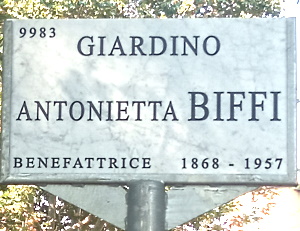 9983
GIARDINO
ANTONIETTA BIFFI
BENEFATTRICE 1868 - 1957